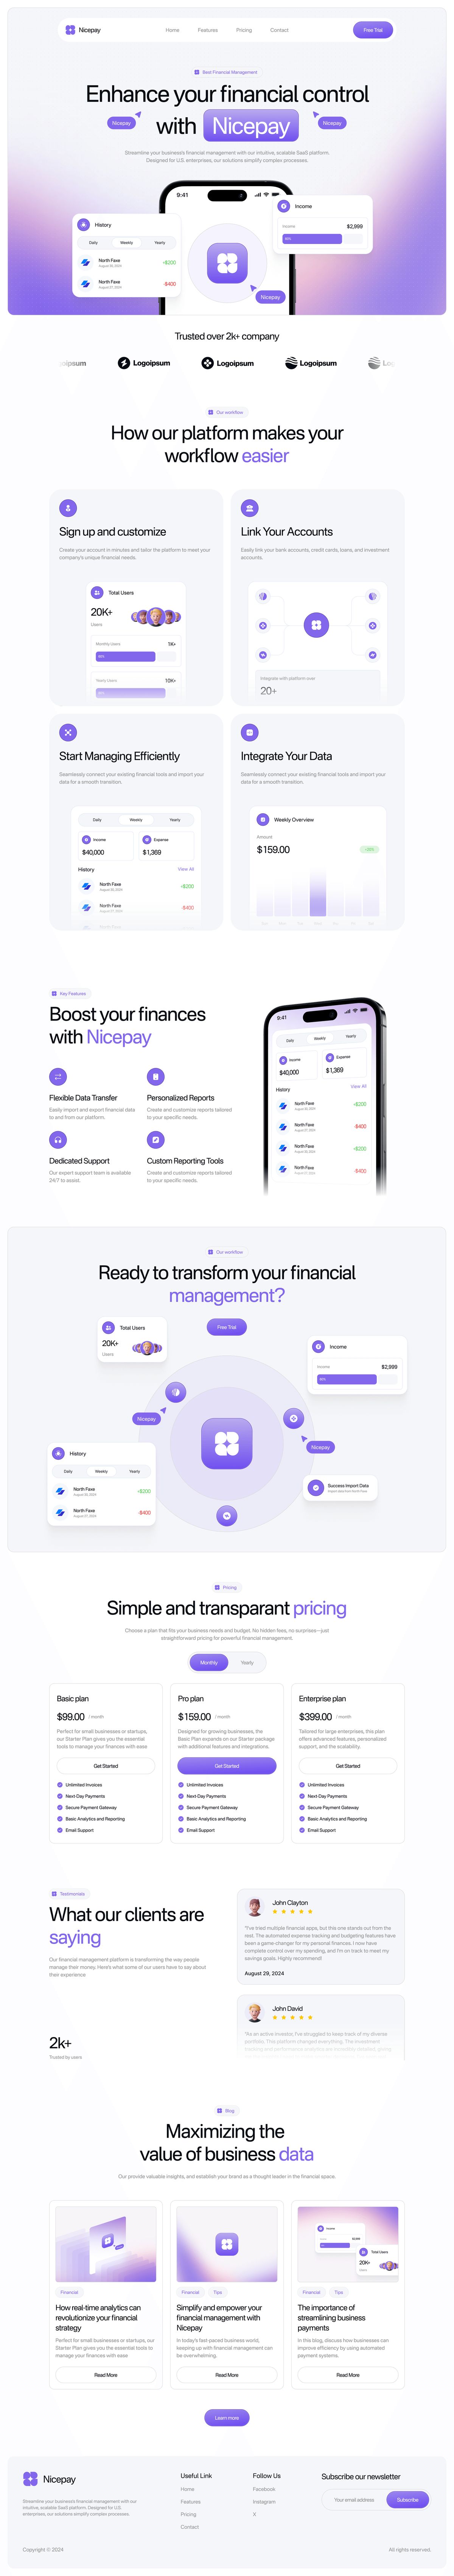 Nicepay
Home
Features
Pricing
Contact
Free Trial
Best Financial Management
Enhance your financial control
with Nicepay
Nicepay
Nicepay
Streamline your business's financial management with our intuitive, scalable SaaS platform.
Designed for U.S. enterprises, our solutions simplify complex processes.
9:41
History
Daily
Weekly
Yearly
North Faxe
+$200
North Faxe
-$400
Income
Income
$2,999
Nicepay
Trusted over 2k+ company
Logoipsum
Logoipsum
Logoipsum
Our workflow
How our platform makes your
workflow easier
Sign up and customize
Create your account in minutes and tailor the platform to meet your
company's unique financial needs.
Total Users
20K+
Users
Monthly users
1K+
Yearly Users
10K+
Link Your Accounts
Easily link your bank accounts, credit cards, loans, and investment
accounts.
Integrate with platform over
20+
Start Managing Efficiently
Seamlessly connect your existing financial tools and import your
data for a smooth transition.
Daily
Weekly
Yearly
Income
$40,000
Expense
$1,369
History
View All
North Faxe
+$200
North Faxe
-$400
Integrate Your Data
Seamlessly connect your existing financial tools and import your
data for a smooth transition.
Weekly Overview
Amount
$159.00
Key Features
Boost your finances
with Nicepay
Flexible Data Transfer
Easily import and export financial data
to and from our platform.
Personalized Reports
Create and customize reports tailored
to your specific needs.
Dedicated Support
Our expert support team is available
24/7 to assist.
Custom Reporting Tools
Create and customize reports tailored
to your specific needs.
9:41
Daily
Weekly
Yearly
Income
$40,000
Expense
$1,369
History
View All
North Faxe
+$200
North Faxe
-$400
North Faxe
+$200
North Faxe
-$400
Our workflow
Ready to transform your financial
management?
Free Trial
Total Users
20K+
Users
Income
Income
$2,999
Nicepay
Nicepay
History
Daily
Weekly
Yearly
North Faxe
+$200
North Faxe
-$400
Success Import Data
Pricing
Simple and transparant pricing
Choose a plan that fits your business needs and budget. No hidden fees, no surprises—just
straightforward pricing for powerful financial management.
Monthly
Yearly
Basic plan
$99.00 / month
Perfect for small businesses or startups,
our Starter Plan gives you the essential
tools to manage your finances with ease
Get Started
Unlimited Invoices
Next-Day Payments
Secure Payment Gateway
Basic Analytics and Reporting
Email Support
Pro plan
$159.00 / month
Designed for growing businesses, the
Basic Plan expands on our Starter package
with additional features and integrations.
Get Started
Unlimited Invoices
Next-Day Payments
Secure Payment Gateway
Basic Analytics and Reporting
Email Support
Enterprise plan
$399.00 / month
Tailored for large enterprises, this plan
offers advanced features, personalized
support, and the scalability.
Get Started
Unlimited Invoices
Next-Day Payments
Secure Payment Gateway
Basic Analytics and Reporting
Email Support
Testimonials
What our clients are
saying
Our financial management platform is transforming the way people
manage their money. Here's what some of our users have to say about
their experience
2k+
Trusted by users
John Clayton
"I've tried multiple financial apps, but this one stands out from the
rest. The automated expense tracking and budgeting features have
been a game-changer for my personal finances. I now have
complete control over my spending, and I'm on track to meet my
savings goals. Highly recommend!
August 29, 2024
John David
"As an active investor, I've struggled to keep track of my diverse
portfolio. This platform changed everything. The investment
Blog
Maximizing the
value of business data
Our provide valuable insights, and establish your brand as a thought leader in the financial space.
Financial
How real-time analytics can
revolutionize your financial
strategy
Perfect for small businesses or startups, our
Starter Plan gives you the essential tools to
manage your finances with ease
Read More
Financial
Tips
Simplify and empower your
financial management with
Nicepay
In today's fast-paced business world,
keeping up with financial management can
be overwhelming.
Read More
Total Users
20K+
Financial
Tips
The importance of
streamlining business
payments
In this blog, discuss how businesses can
improve efficiency by using automated
payment systems.
Read More
Learn more
Nicepay
Streamline your business's financial management with our
intuitive, scalable SaaS platform. Designed for U.S.
enterprises, our solutions simplify complex processes.
Useful Link
Home
Features
Pricing
Contact
Follow Us
Facebook
Instagram
X
Subscribe our newsletter
Your email address
Subscribe
Copyright © 2024
All rights reserved.